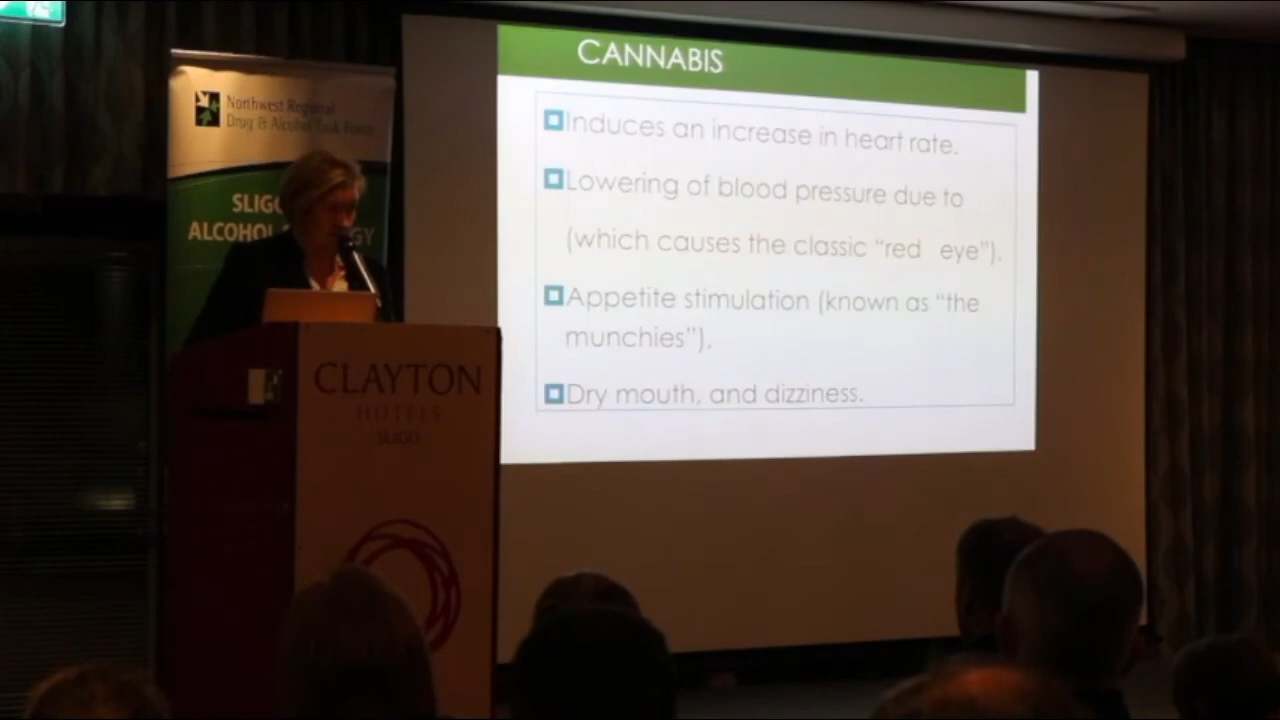 CANNABIS
Induces an increase in heart rate.
Lowering of blood pressure due to
(which causes the classic “red eye”).
Appetite stimulation (known as “the
munchies”).
Dry mouth, and dizziness.
Northwest Regional
Drug & Alcohol Task Force
SLIG
ALCOHOL GY
CLAYTON
HOTELS
SLIGO